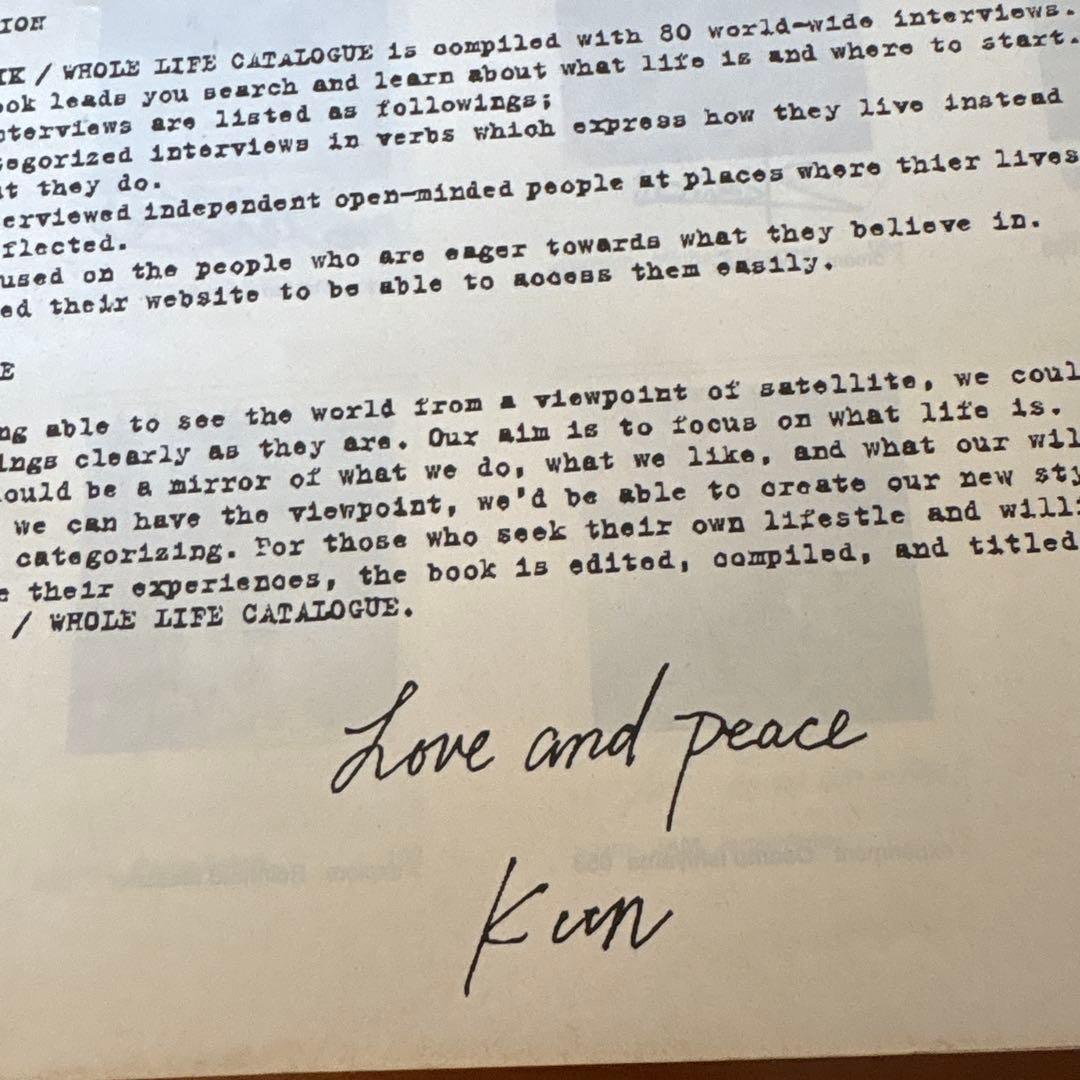 ION
IK / WHOLE LIFE CATALOGUE is compiled with 80 world-wide interviews.
ook leads you search and learn about what life is and where to start.
terviews are listed as followings;
egorized interviews in verbs which express how they live instead
t they do.
erviewed independent open-minded people at places where thier lives
flected.
used on the people who are eager towards what they believe in.
ed their website to be able to access them easily.
E
ng able to see the world from a viewpoint of satellite, we coul
ings clearly as they are. Our aim is to focus on what life is.
ould be a mirror of what we do, what we like, and what our wil
we can have the viewpoint, we'd be able to create our new sty
categorizing. For those who seek their own lifestle and willi
e their experiences, the book is edited, compiled, and titled
/ WHOLE LIFE CATALOGUE.
Love and peace